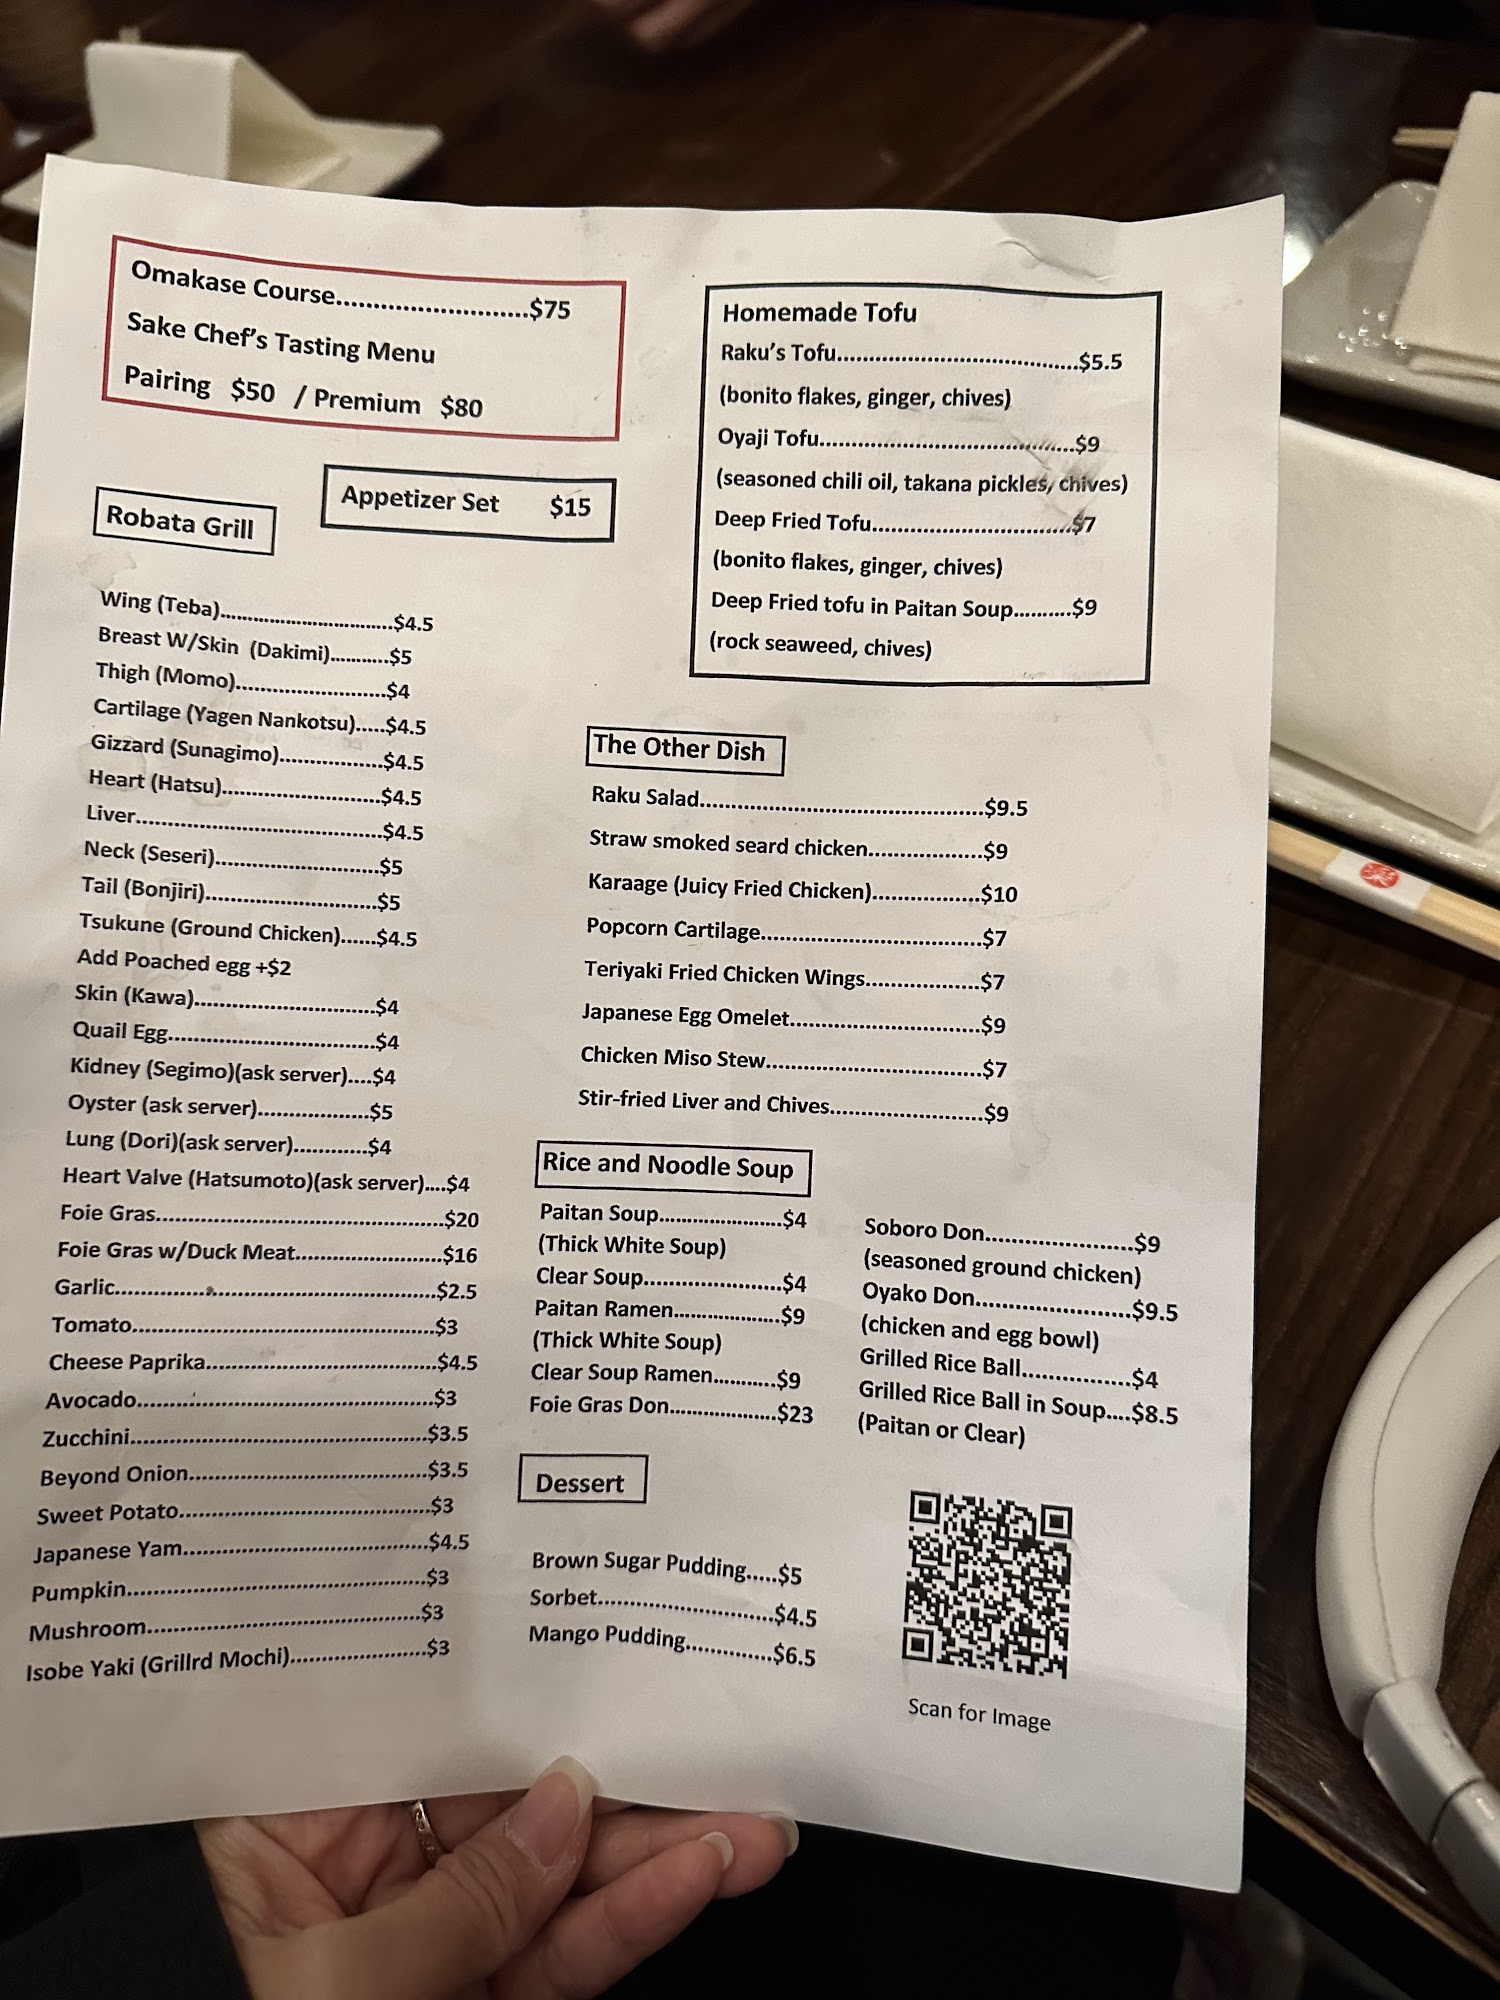 Omakase Course........................$75
Sake Chef's Tasting Menu
Pairing $50 / Premium $80
Appetizer Set $15
Robata Grill
Wing (Teba)................................$4.5
Breast W/Skin (Dakimi)...........$5
Thigh (Momo).........................$4
Cartilage (Yagen Nankotsu).....$4.5
Gizzard (Sunagimo).................$4.5
Heart (Hatsu)..........................$4.5
Liver.........................................$4.5
Neck (Seseri)...........................$5
Tail (Bonjiri).............................$5
Tsukune (Ground Chicken)......$4.5
Add Poached egg +$2
Skin (Kawa)..............................$4
Quail Egg..................................$4
Kidney (Segimo)(ask server)....$4
Oyster (ask server)...................$5
Lung (Dori)(ask server)............$4
Heart Valve (Hatsumoto)(ask server)....$4
Foie Gras................................................$20
Foie Gras w/Duck Meat.........................$16
Garlic......................................................$2.5
Tomato...................................................$3
Cheese Paprika.......................................$4.5
Avocado..................................................$3
Zucchini..................................................$3.5
Beyond Onion........................................$3.5
Sweet Potato..........................................$3
Japanese Yam.........................................$4.5
Pumpkin..................................................$3
Mushroom..............................................$3
Isobe Yaki (Grillrd Mochi).......................$3
Homemade Tofu
Raku's Tofu.......................................$5.5
(bonito flakes, ginger, chives)
Oyaji Tofu.........................................$9
(seasoned chili oil, takana pickles, chives)
Deep Fried Tofu................................$7
(bonito flakes, ginger, chives)
Deep Fried tofu in Paitan Soup..........$9
(rock seaweed, chives)
The Other Dish
Raku Salad..............................................$9.5
Straw smoked seard chicken...................$9
Karaage (Juicy Fried Chicken)..................$10
Popcorn Cartilage....................................$7
Teriyaki Fried Chicken Wings...................$7
Japanese Egg Omelet...............................$9
Chicken Miso Stew...................................$7
Stir-fried Liver and Chives.........................$9
Rice and Noodle Soup
Paitan Soup.......................$4
(Thick White Soup)
Clear Soup.........................$4
Paitan Ramen....................$9
(Thick White Soup)
Clear Soup Ramen............$9
Foie Gras Don....................$23
Soboro Don........................$9
(seasoned ground chicken)
Oyako Don.........................$9.5
(chicken and egg bowl)
Grilled Rice Ball..................$4
Grilled Rice Ball in Soup....$8.5
(Paitan or Clear)
Dessert
Brown Sugar Pudding.....$5
Sorbet.............................$4.5
Mango Pudding..............$6.5
Scan for Image